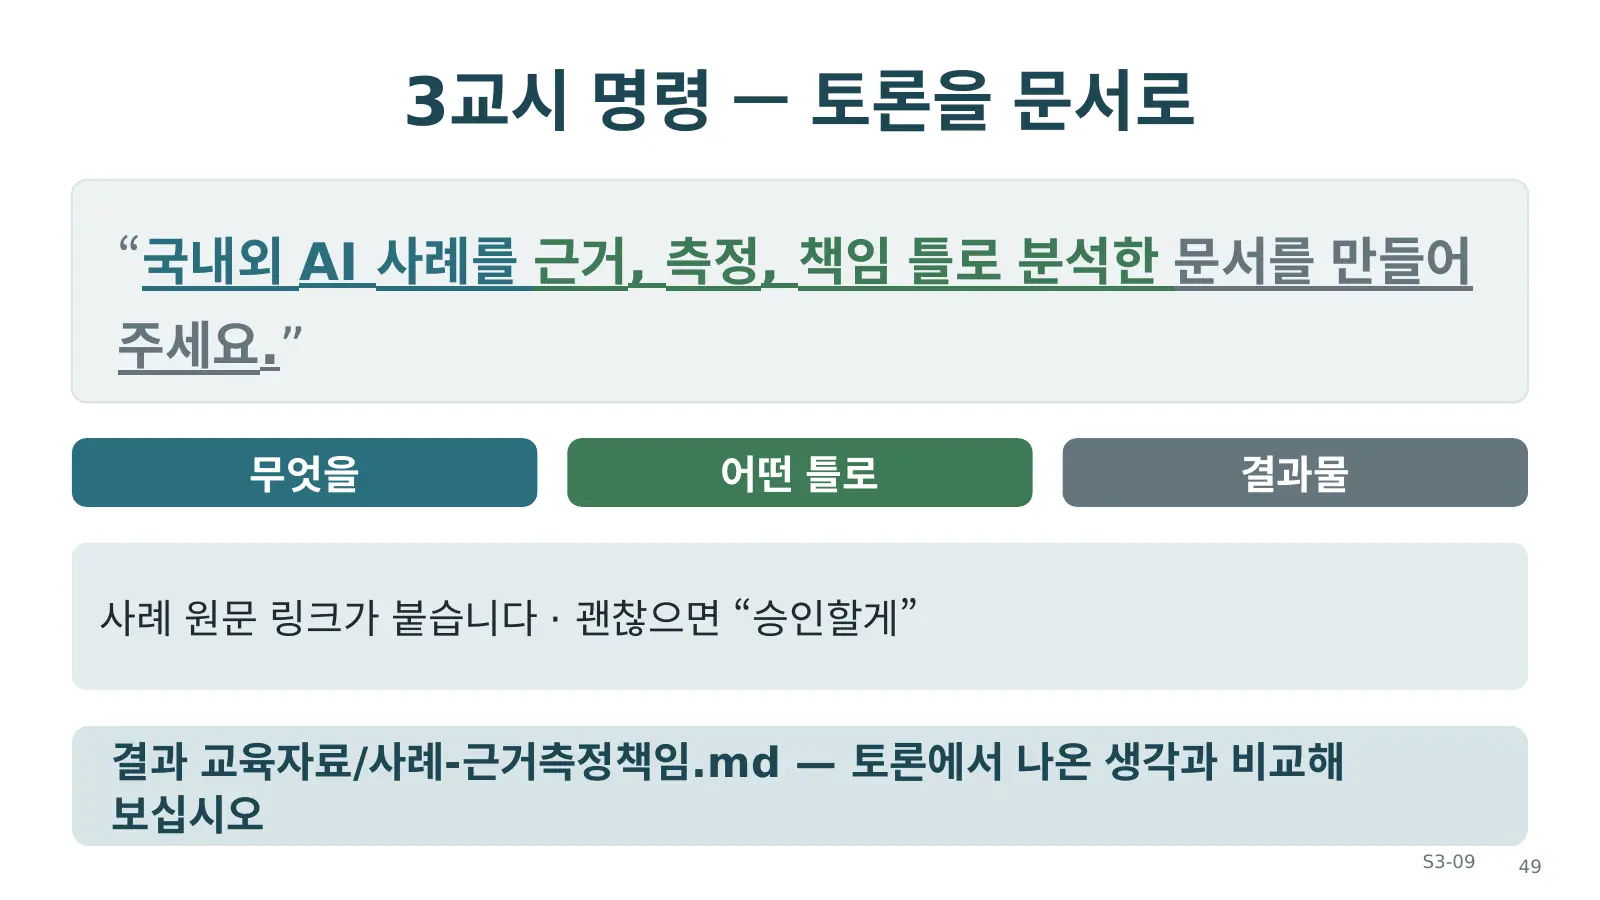 3교시 명령 — 토론을 문서로
“국내외 AI 사례를 근거, 측정, 책임 틀로 분석한 문서를 만들어
주세요.”
무엇을
어떤 틀로
결과물
사례 원문 링크가 붙습니다 · 괜찮으면 “승인할게”
결과 교육자료/사례-근거측정책임.md — 토론에서 나온 생각과 비교해
보십시오
S3-09
49